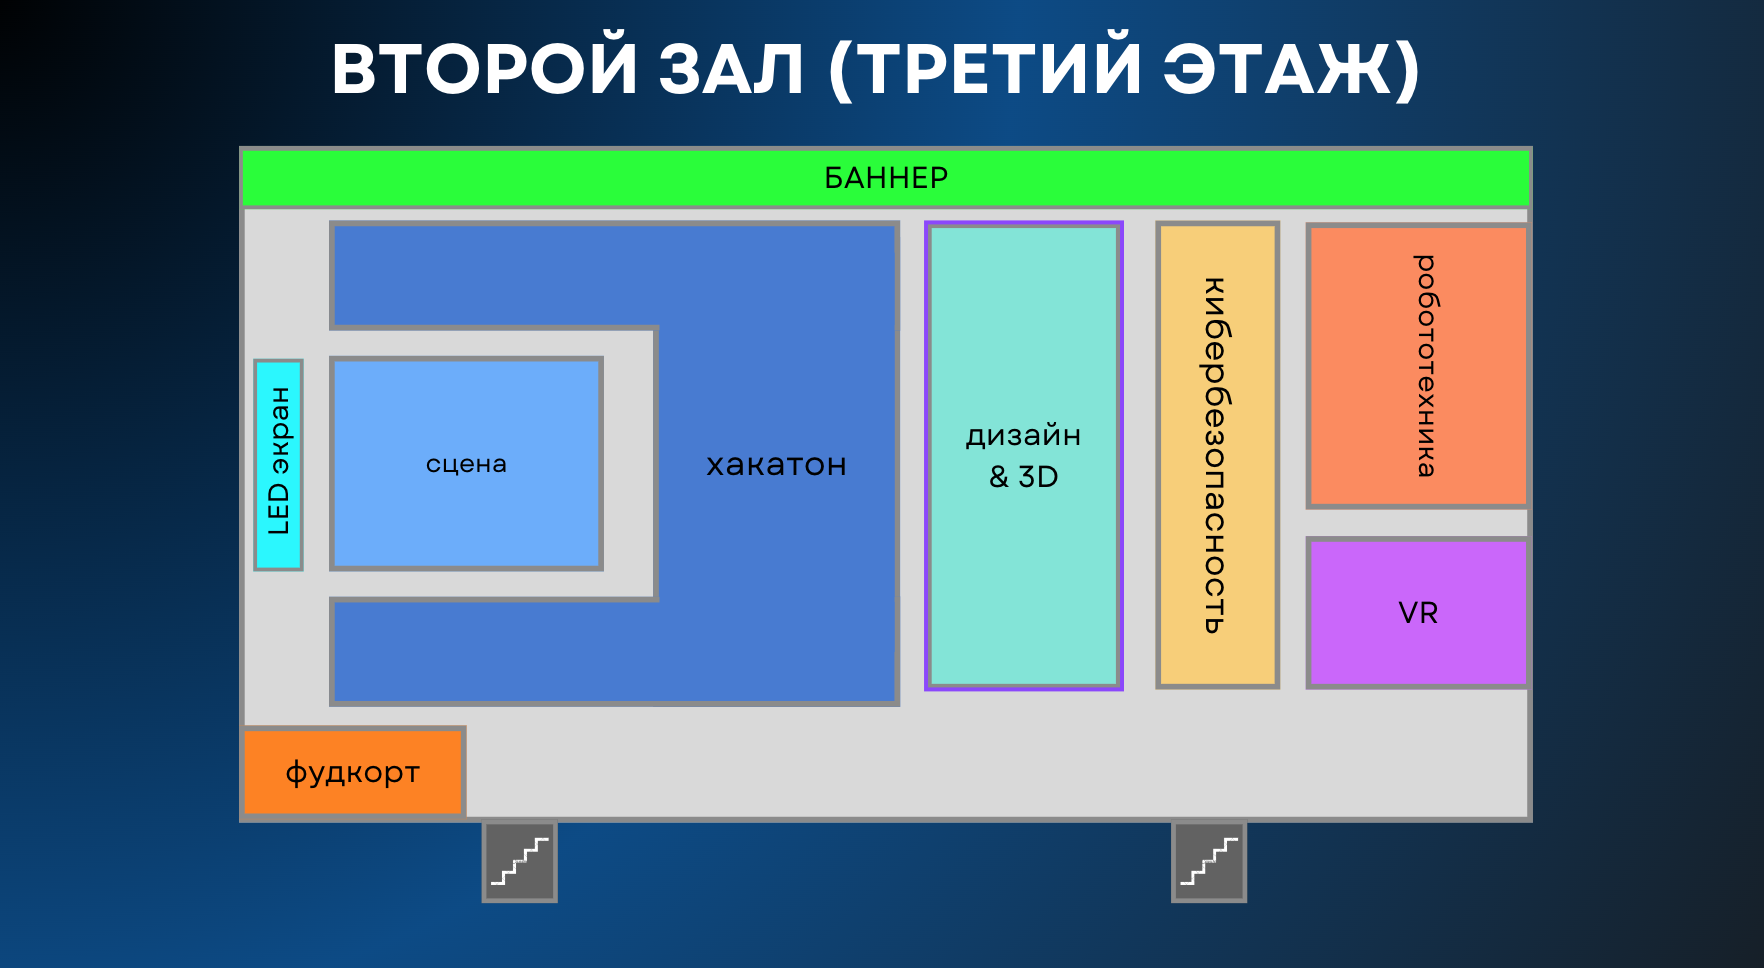 ВТОРОЙ ЗАЛ (ТРЕТИЙ ЭТАЖ)
БАННЕР
LED экран
сцена
хакатон
дизайн
& 3D
кибербезопасность
робототехника
VR
фудкорт